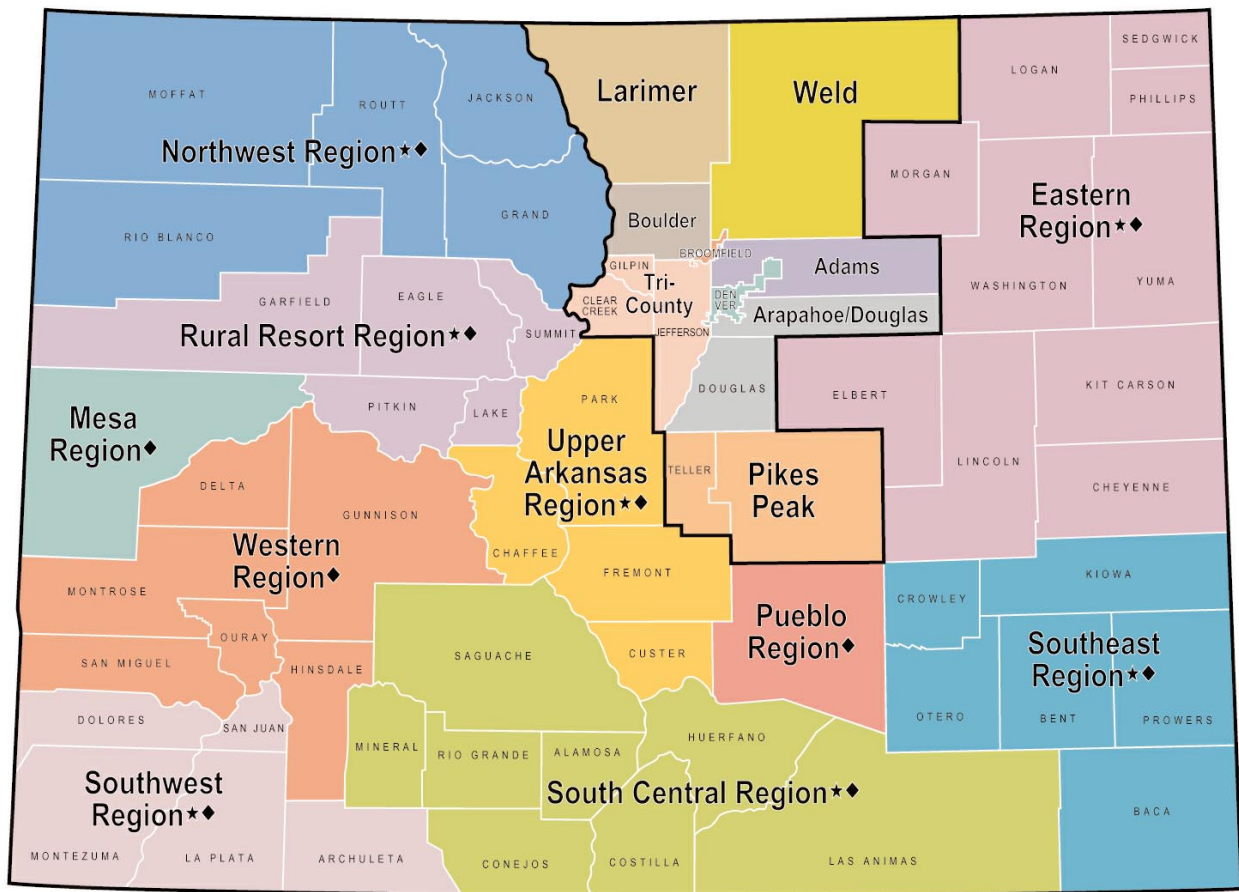 SEDGWICK
LOGAN
MOFFAT
ROUTT
JACKSON
Larimer
Weld
PHILLIPS
Northwest Region★◆
MORGAN
Eastern
Region★◆
GRAND
Boulder
RIO BLANCO
BROOMFIELD
GILPIN
Adams
WASHINGTON
YUMA
GARFIELD
EAGLE
Tri-
County
CLEAR
CREEK
DEN
VER
Arapahoe/Douglas
Rural Resort Region★◆
SUMMIT
JEFFERSON
DOUGLAS
ELBERT
KIT CARSON
PITKIN
LAKE
PARK
Mesa
Region◆
Upper
Arkansas
Region★◆
TELLER
Pikes
Peak
LINCOLN
CHEYENNE
DELTA
GUNNISON
Western
Region◆
CHAFFEE
FREMONT
KIOWA
MONTROSE
CROWLEY
OURAY
Pueblo
Region◆
Southeast
Region★◆
SAN MIGUEL
HINSDALE
SAGUACHE
CUSTER
DOLORES
SAN JUAN
OTERO
BENT
PROWERS
MINERAL
RIO GRANDE
ALAMOSA
HUERFANO
Southwest
Region★◆
South Central Region★◆
BACA
MONTEZUMA
LA PLATA
ARCHULETA
CONEJOS
COSTILLA
LAS ANIMAS